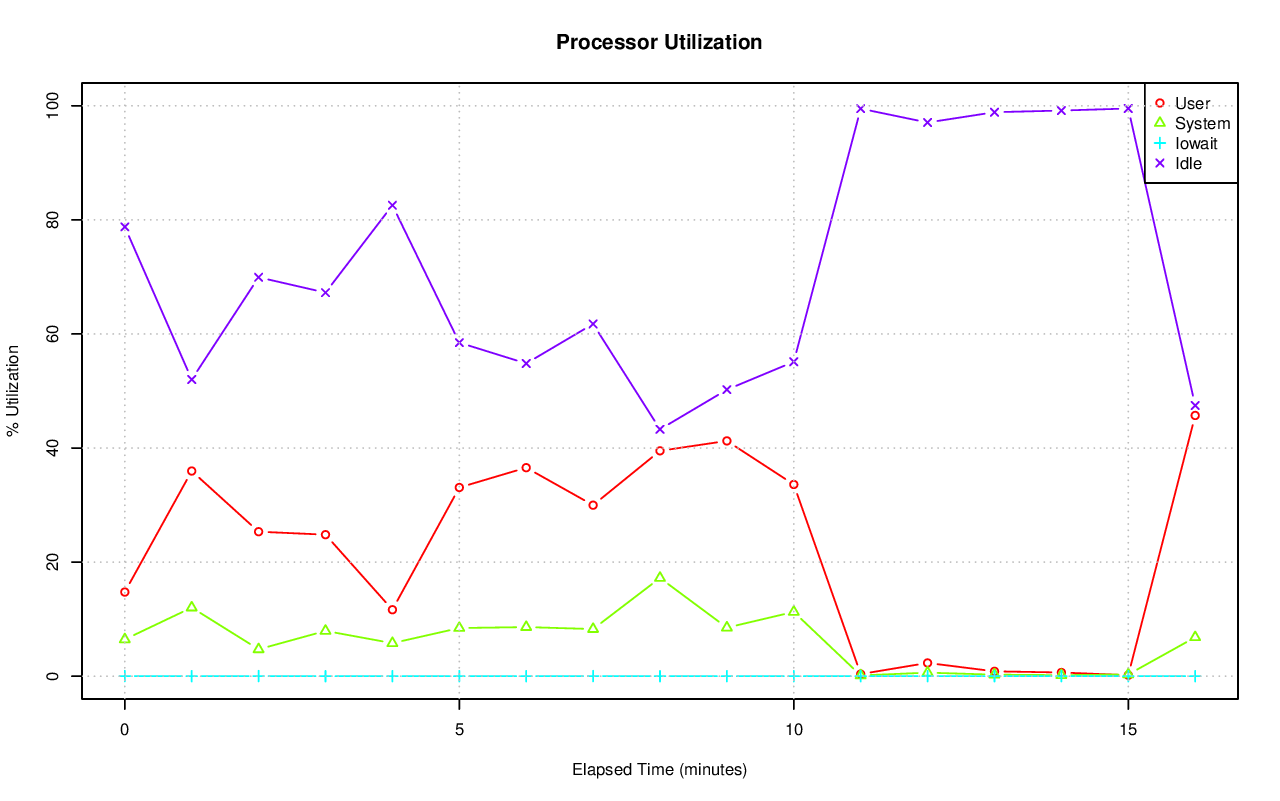 Processor Utilization
% Utilization
100
80
60
40
20
0
User
System
Iowait
Idle
0 5 10 15
Elapsed Time (minutes)